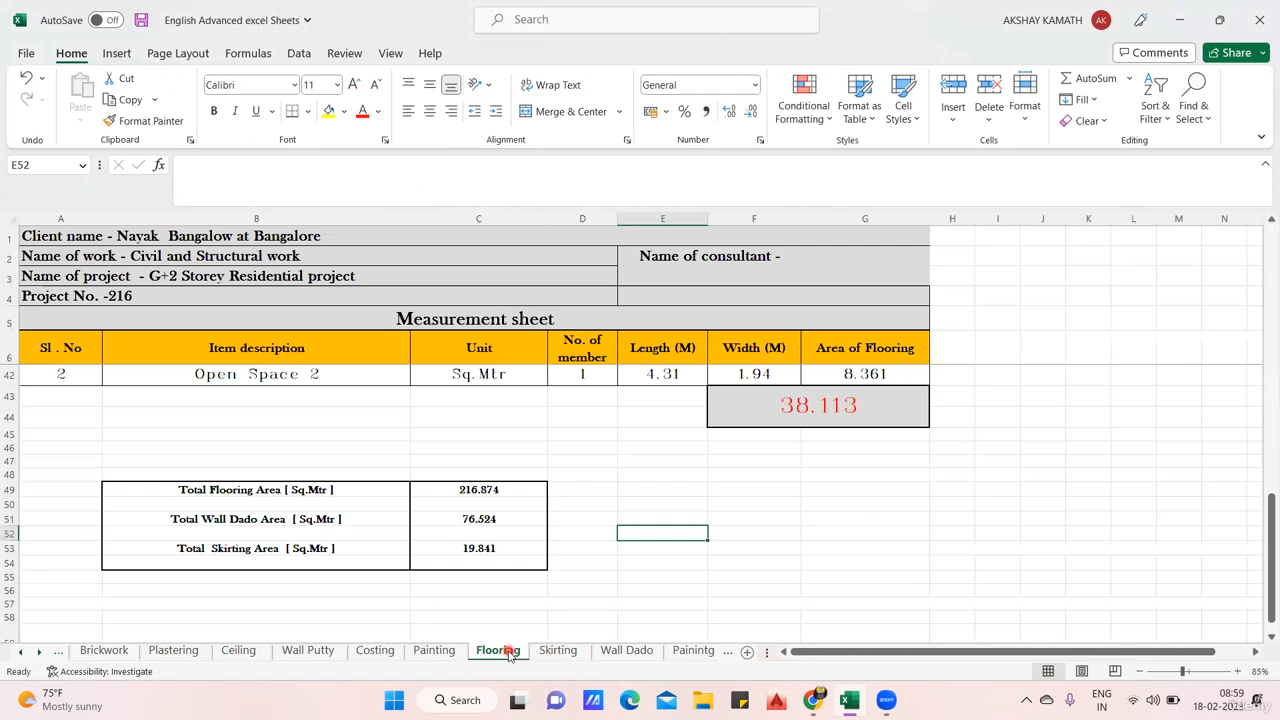 AutoSave Off English Advanced excel Sheets Search AKSHAY KAMATH AK
File Home Insert Page Layout Formulas Data Review View Help Comments Share
Undo Paste Cut Copy Format Painter Clipboard
Calibri 11 B I U A Font
Wrap Text Merge & Center Alignment
General % , Number
Conditional Formatting Format as Table Cell Styles Styles
Insert Delete Format Cells
AutoSum Fill Clear Sort & Filter Find & Select Editing
E52 fx
A B C D E F G H I J K L M N
1 Client name - Nayak Bangalow at Bangalore
2 Name of work - Civil and Structural work Name of consultant -
3 Name of project - G+2 Storey Residential project
4 Project No. -216
5 Measurement sheet
6 Sl . No Item description Unit No. of member Length (M) Width (M) Area of Flooring
42 2 Open Space 2 Sq.Mtr 1 4.31 1.94 8.361
43
44 38.113
45
46
47
48
49 Total Flooring Area [ Sq.Mtr ] 216.874
50
51 Total Wall Dado Area [ Sq.Mtr ] 76.524
52
53 Total Skirting Area [ Sq.Mtr ] 19.841
54
55
56
57
58
... Brickwork Plastering Ceiling Wall Putty Costing Painting Flooring Skirting Wall Dado Painintg ...
Ready Accessibility: Investigate 85%
75°F Mostly sunny Search zoom ENG IN 08:59 18-02-2023